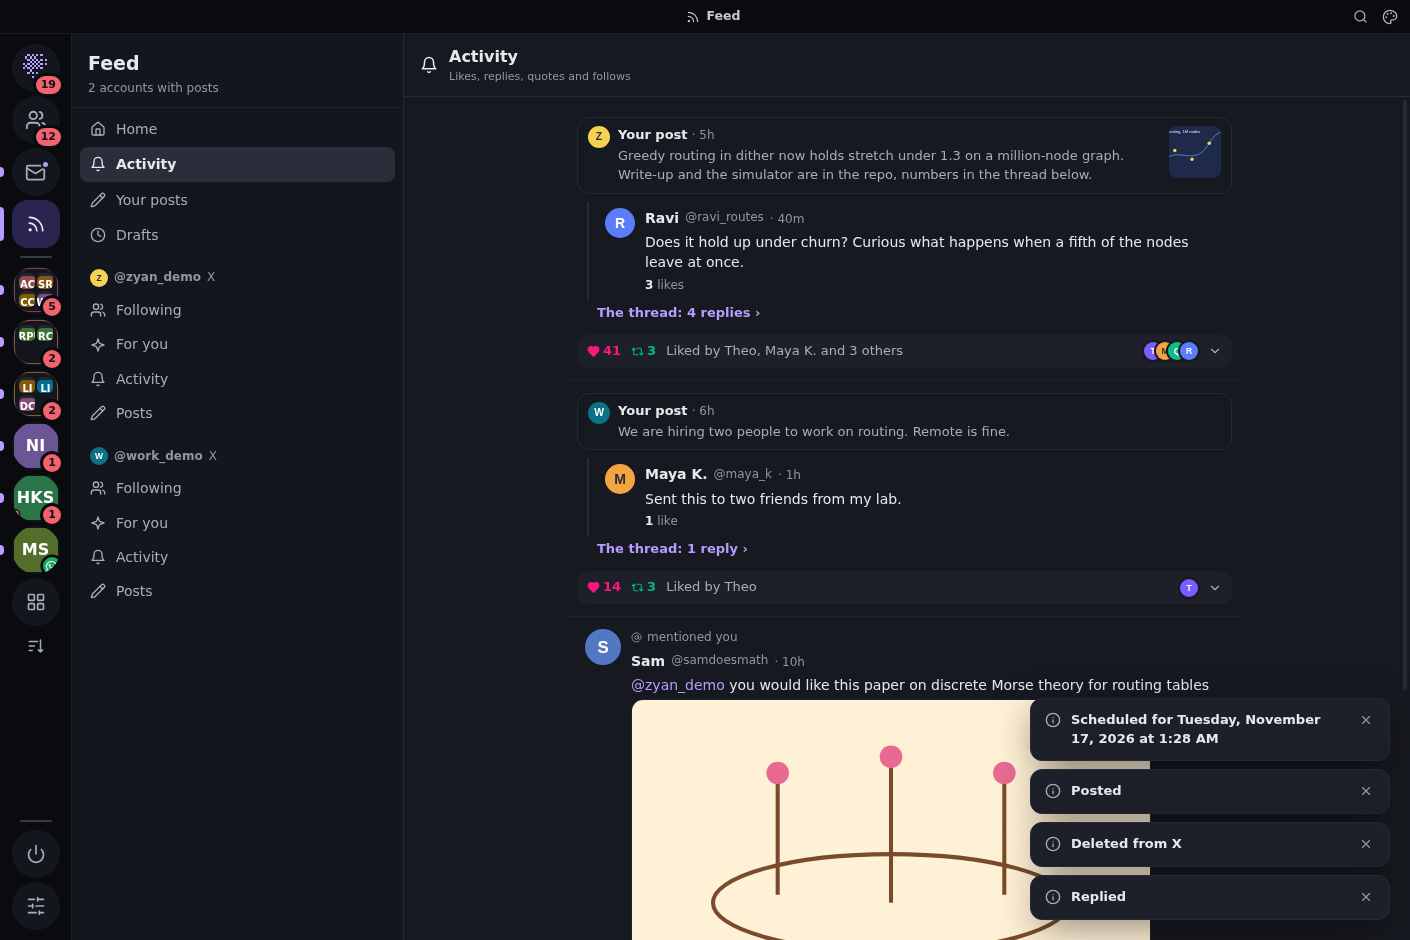 Feed
19
12
AC SR
CC
5
RP RC
2
LI LI
DC
2
NI
1
HKS
1
MS
Feed
2 accounts with posts
Home
Activity
Your posts
Drafts
Z @zyan_demo X
Following
For you
Activity
Posts
W @work_demo X
Following
For you
Activity
Posts
Activity
Likes, replies, quotes and follows
Z Your post · 5h
Greedy routing in dither now holds stretch under 1.3 on a million-node graph.
Write-up and the simulator are in the repo, numbers in the thread below.
R Ravi @ravi_routes · 40m
Does it hold up under churn? Curious what happens when a fifth of the nodes
leave at once.
3 likes
The thread: 4 replies ›
41 3 Liked by Theo, Maya K. and 3 others
R
W Your post · 6h
We are hiring two people to work on routing. Remote is fine.
M Maya K. @maya_k · 1h
Sent this to two friends from my lab.
1 like
The thread: 1 reply ›
14 3 Liked by Theo
T
@ mentioned you
S Sam @samdoesmath · 10h
@zyan_demo you would like this paper on discrete Morse theory for routing tables
Scheduled for Tuesday, November
17, 2026 at 1:28 AM
Posted
Deleted from X
Replied